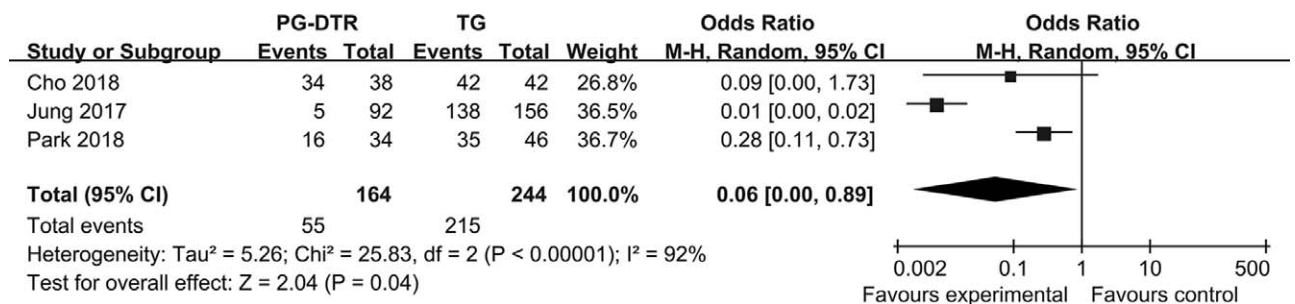 PG-DTR TG Odds Ratio Odds Ratio
Study or Subgroup Events Total Events Total Weight M-H, Random, 95% CI M-H, Random, 95% CI
Cho 2018 34 38 42 42 26.8% 0.09 [0.00, 1.73]
Jung 2017 5 92 138 156 36.5% 0.01 [0.00, 0.02]
Park 2018 16 34 35 46 36.7% 0.28 [0.11, 0.73]
Total (95% CI) 164 244 100.0% 0.06 [0.00, 0.89]
Total events 55 215
Heterogeneity: Tau² = 5.26; Chi² = 25.83, df = 2 (P < 0.00001); I² = 92%
Test for overall effect: Z = 2.04 (P = 0.04)
0.002 0.1 1 10 500
Favours experimental Favours control